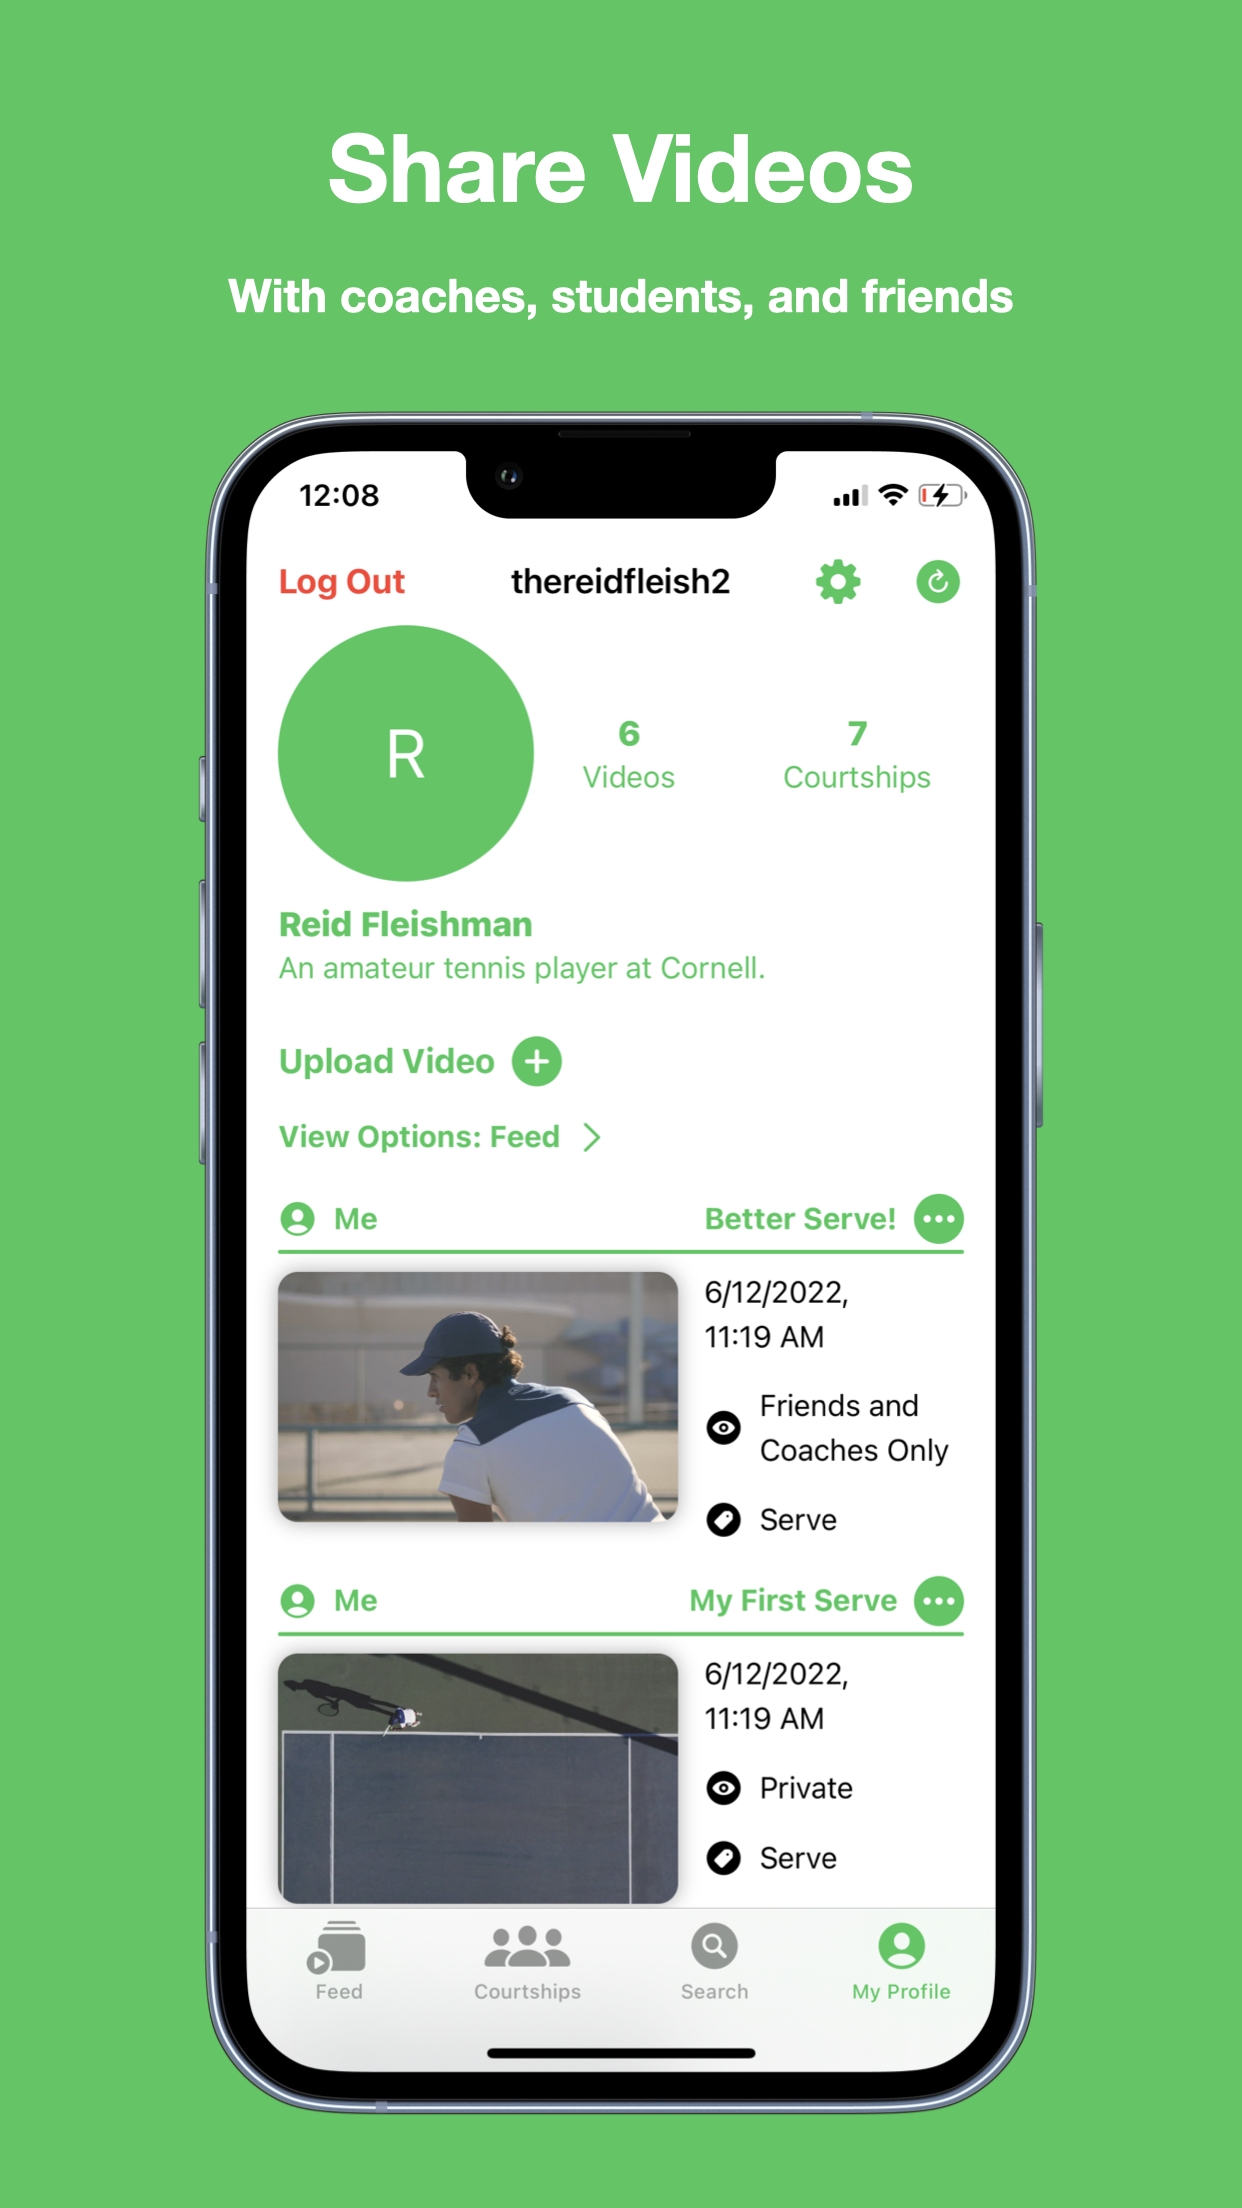 Share Videos
With coaches, students, and friends
12:08
Log Out
thereidfleish2
R
6
Videos
7
Courtships
Reid Fleishman
An amateur tennis player at Cornell.
Upload Video
View Options: Feed
Me
Better Serve!
6/12/2022,
11:19 AM
Friends and
Coaches Only
Serve
Me
My First Serve
6/12/2022,
11:19 AM
Private
Serve
Feed
Courtships
Search
My Profile